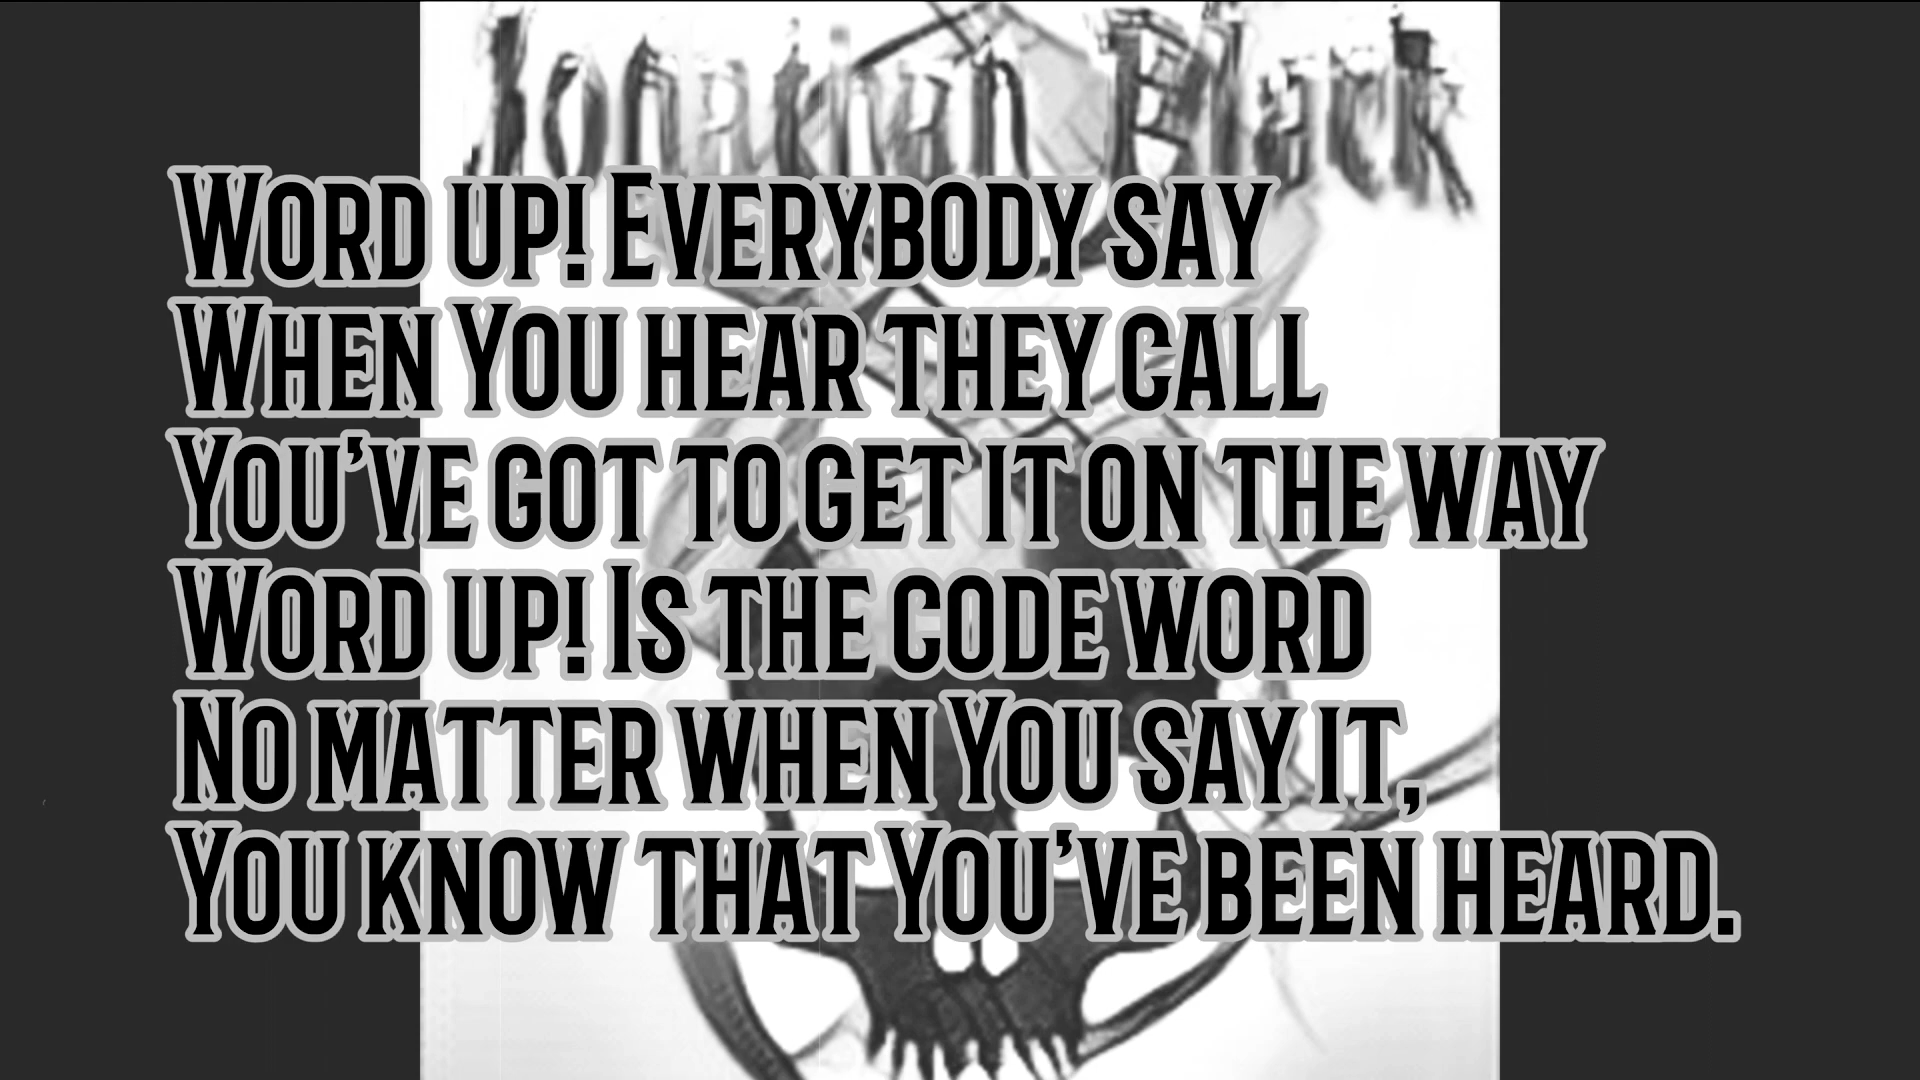 Word up! Everybody say
When You hear they call
You've got to get it on the way
Word up! Is the code word
No matter when You say it,
You know that You've been heard.